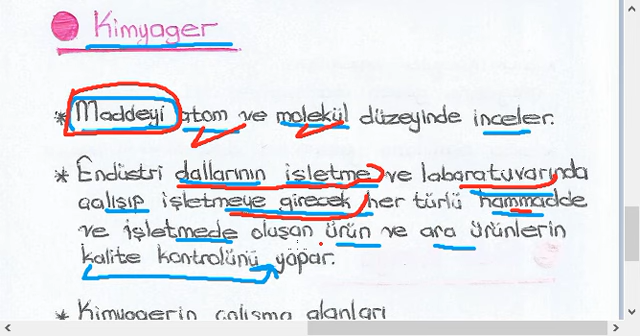 Kimyager
* Maddeyi atom ve molekül düzeyinde inceler.
* Endüstri dallarının işletme ve labaratuvarında
çalışıp işletmeye girecek her türlü hammadde
ve işletmede oluşan ürün ve ara ürünlerin
kalite kontrolünü yapar.
* Kimyagerin çalışma alanları